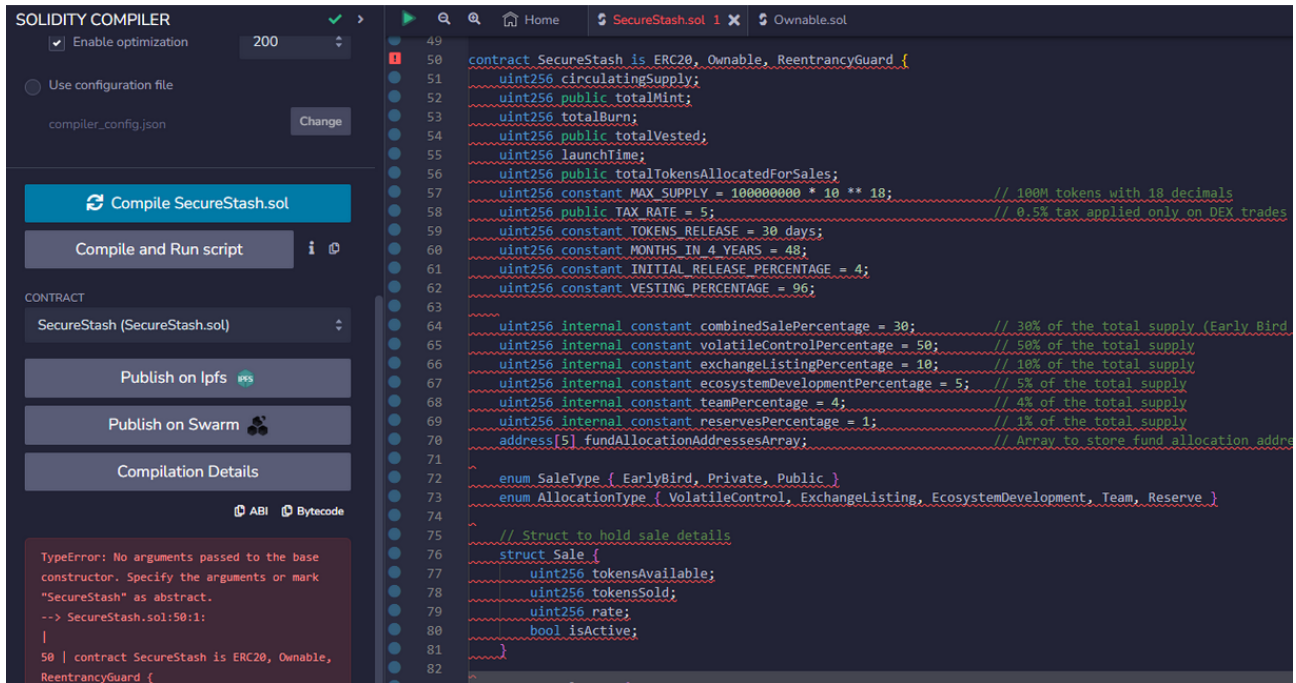 SOLIDITY COMPILER
Enable optimization 200
Use configuration file
compiler_config.json Change
Compile SecureStash.sol
Compile and Run script
CONTRACT
SecureStash (SecureStash.sol)
Publish on Ipfs IPFS
Publish on Swarm
Compilation Details
ABI Bytecode
TypeError: No arguments passed to the base
constructor. Specify the arguments or mark
"SecureStash" as abstract.
--> SecureStash.sol:50:1:
|
50 | contract SecureStash is ERC20, Ownable,
ReentrancyGuard {
Home SecureStash.sol 1 Ownable.sol
49
50 contract SecureStash is ERC20, Ownable, ReentrancyGuard {
51 uint256 circulatingSupply;
52 uint256 public totalMint;
53 uint256 totalBurn;
54 uint256 public totalVested;
55 uint256 launchTime;
56 uint256 public totalTokensAllocatedForSales;
57 uint256 constant MAX_SUPPLY = 100000000 * 10 ** 18; // 100M tokens with 18 decimals
58 uint256 public TAX_RATE = 5; // 0.5% tax applied only on DEX trades
59 uint256 constant TOKENS_RELEASE = 30 days;
60 uint256 constant MONTHS_IN_4_YEARS = 48;
61 uint256 constant INITIAL_RELEASE_PERCENTAGE = 4;
62 uint256 constant VESTING_PERCENTAGE = 96;
63
64 uint256 internal constant combinedSalePercentage = 30; // 30% of the total supply (Early Bird
65 uint256 internal constant volatileControlPercentage = 50; // 50% of the total supply
66 uint256 internal constant exchangeListingPercentage = 10; // 10% of the total supply
67 uint256 internal constant ecosystemDevelopmentPercentage = 5; // 5% of the total supply
68 uint256 internal constant teamPercentage = 4; // 4% of the total supply
69 uint256 internal constant reservesPercentage = 1; // 1% of the total supply
70 address[5] fundAllocationAddressesArray; // Array to store fund allocation addre
71
72 enum SaleType { EarlyBird, Private, Public }
73 enum AllocationType { VolatileControl, ExchangeListing, EcosystemDevelopment, Team, Reserve }
74
75 // Struct to hold sale details
76 struct Sale {
77 uint256 tokensAvailable;
78 uint256 tokensSold;
79 uint256 rate;
80 bool isActive;
81 }
82